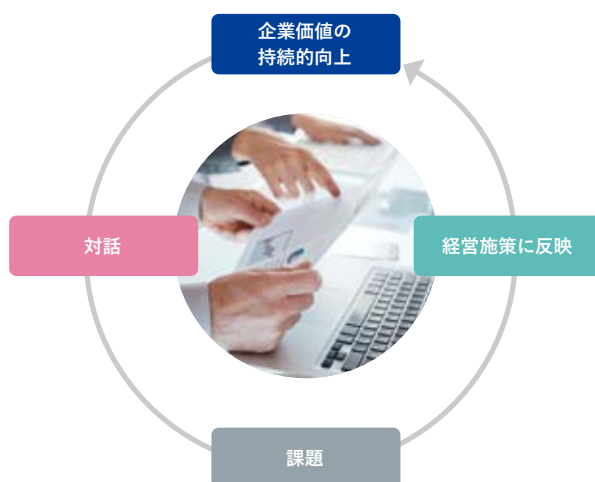 企業価値の
持続的向上
対話
経営施策に反映
課題